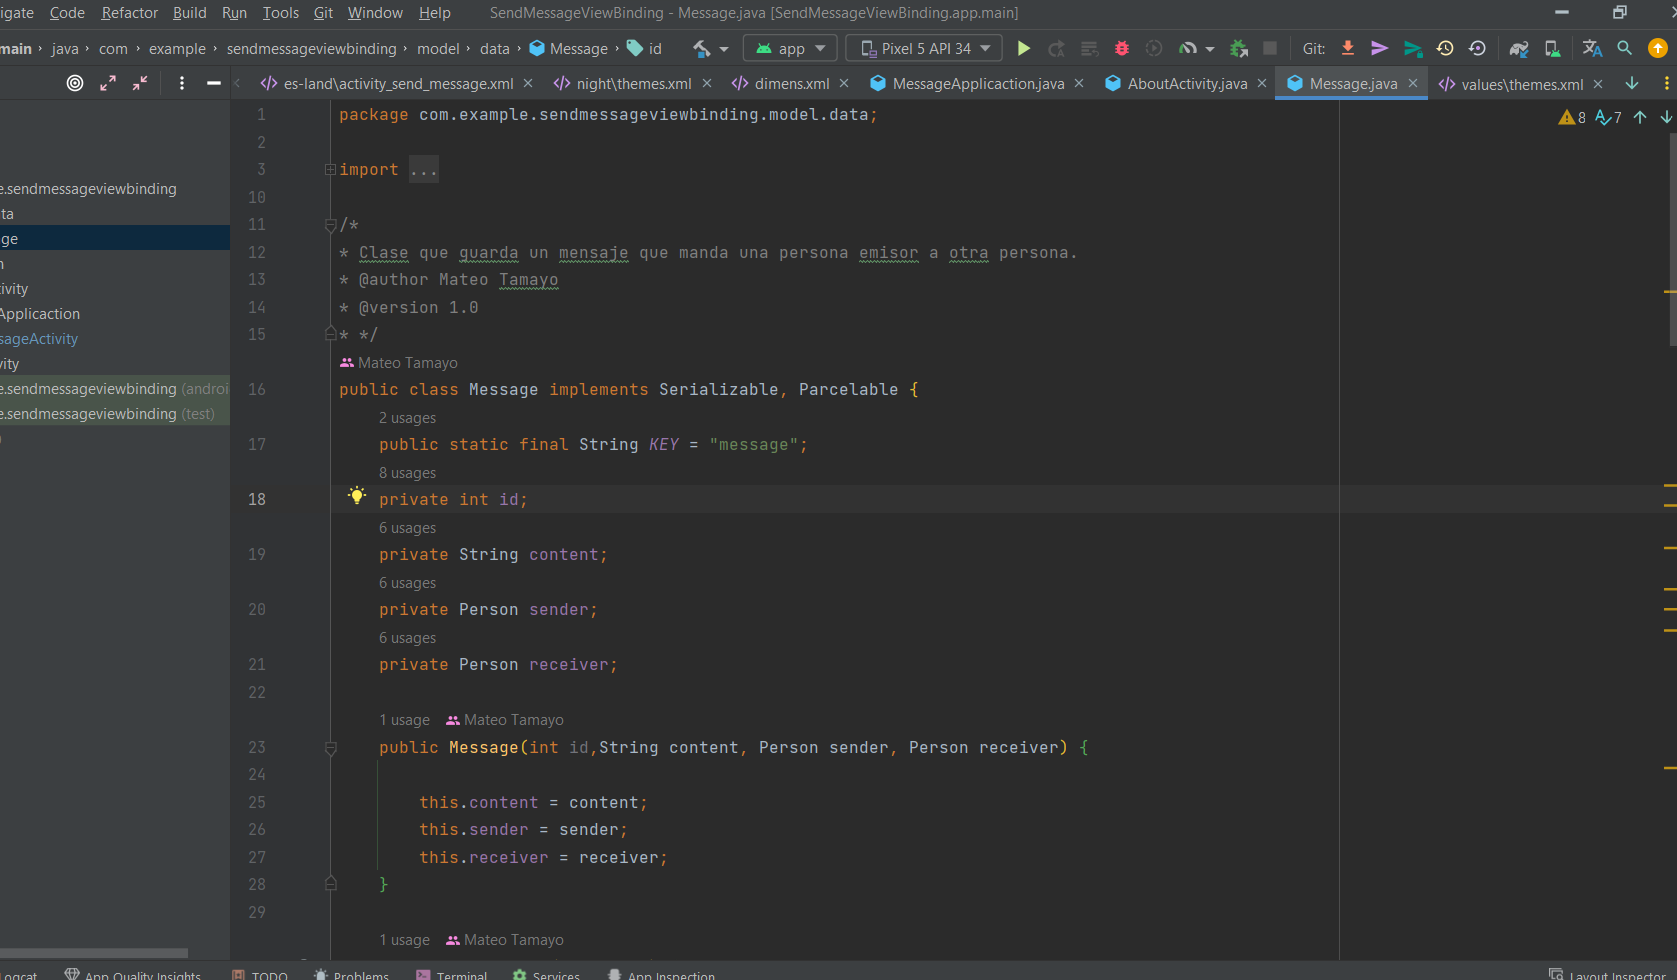 igate Code Refactor Build Run Tools Git Window Help SendMessageViewBinding - Message.java [SendMessageViewBinding.app.main]
main › java › com › example › sendmessageviewbinding › model › data › Message › id app Pixel 5 API 34 Git:
es-land\activity_send_message.xml night\themes.xml dimens.xml MessageApplicaction.java AboutActivity.java Message.java values\themes.xml
8 7
e.sendmessageviewbinding
ta
ge
n
tivity
Applicaction
sageActivity
vity
e.sendmessageviewbinding (androi
e.sendmessageviewbinding (test)
)
1 package com.example.sendmessageviewbinding.model.data;
2
3 import ...
10
11 /*
12 * Clase que guarda un mensaje que manda una persona emisor a otra persona.
13 * @author Mateo Tamayo
14 * @version 1.0
15 * */
Mateo Tamayo
16 public class Message implements Serializable, Parcelable {
2 usages
17 public static final String KEY = "message";
8 usages
18 private int id;
6 usages
19 private String content;
6 usages
20 private Person sender;
6 usages
21 private Person receiver;
22
1 usage Mateo Tamayo
23 public Message(int id,String content, Person sender, Person receiver) {
24
25 this.content = content;
26 this.sender = sender;
27 this.receiver = receiver;
28 }
29
1 usage Mateo Tamayo
Logcat App Quality Insights TODO Problems Terminal Services App Inspection Layout Inspector